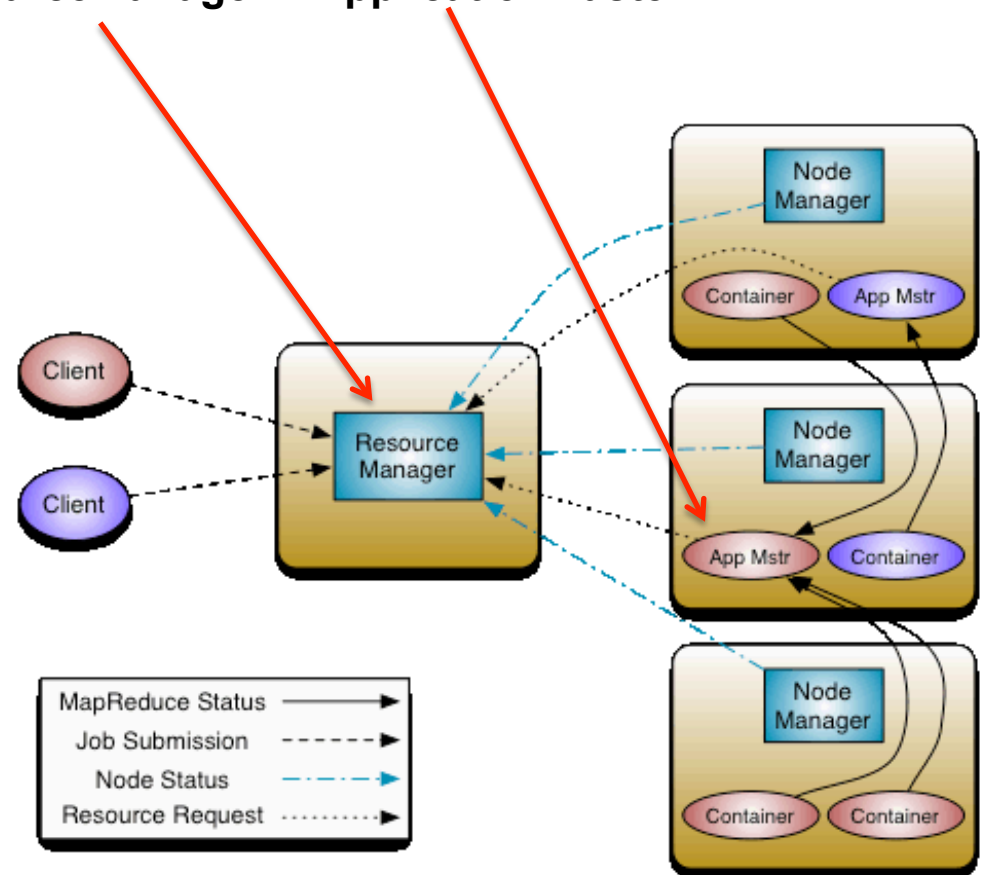 Node
Manager
Container
App Mstr
Client
Resource
Manager
Node
Manager
Client
App Mstr
Container
MapReduce Status
Job Submission
Node Status
Resource Request
Node
Manager
Container
Container